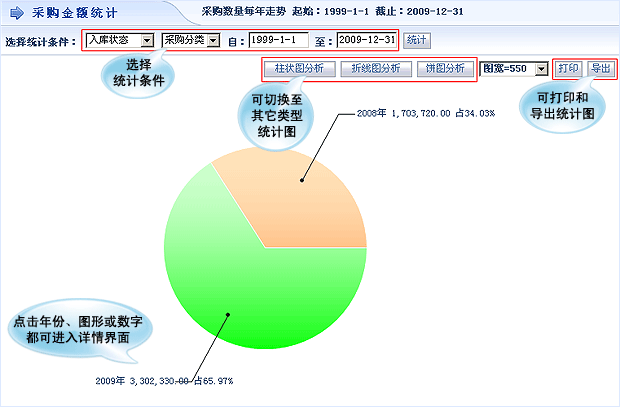 采购金额统计 采购数量每年走势 起始：1999-1-1 截止：2009-12-31
选择统计条件： 入库状态 采购分类 自：1999-1-1 至：2009-12-31 统计
选择
统计条件
柱状图分析 折线图分析 饼图分析 图宽=550 打印 导出
可切换至
其它类型
统计图
可打印和
导出统计图
2008年 1,703,720.00 占34.03%
点击年份、图形或数字
都可进入详情界面
2009年 3,302,330.00 占65.97%